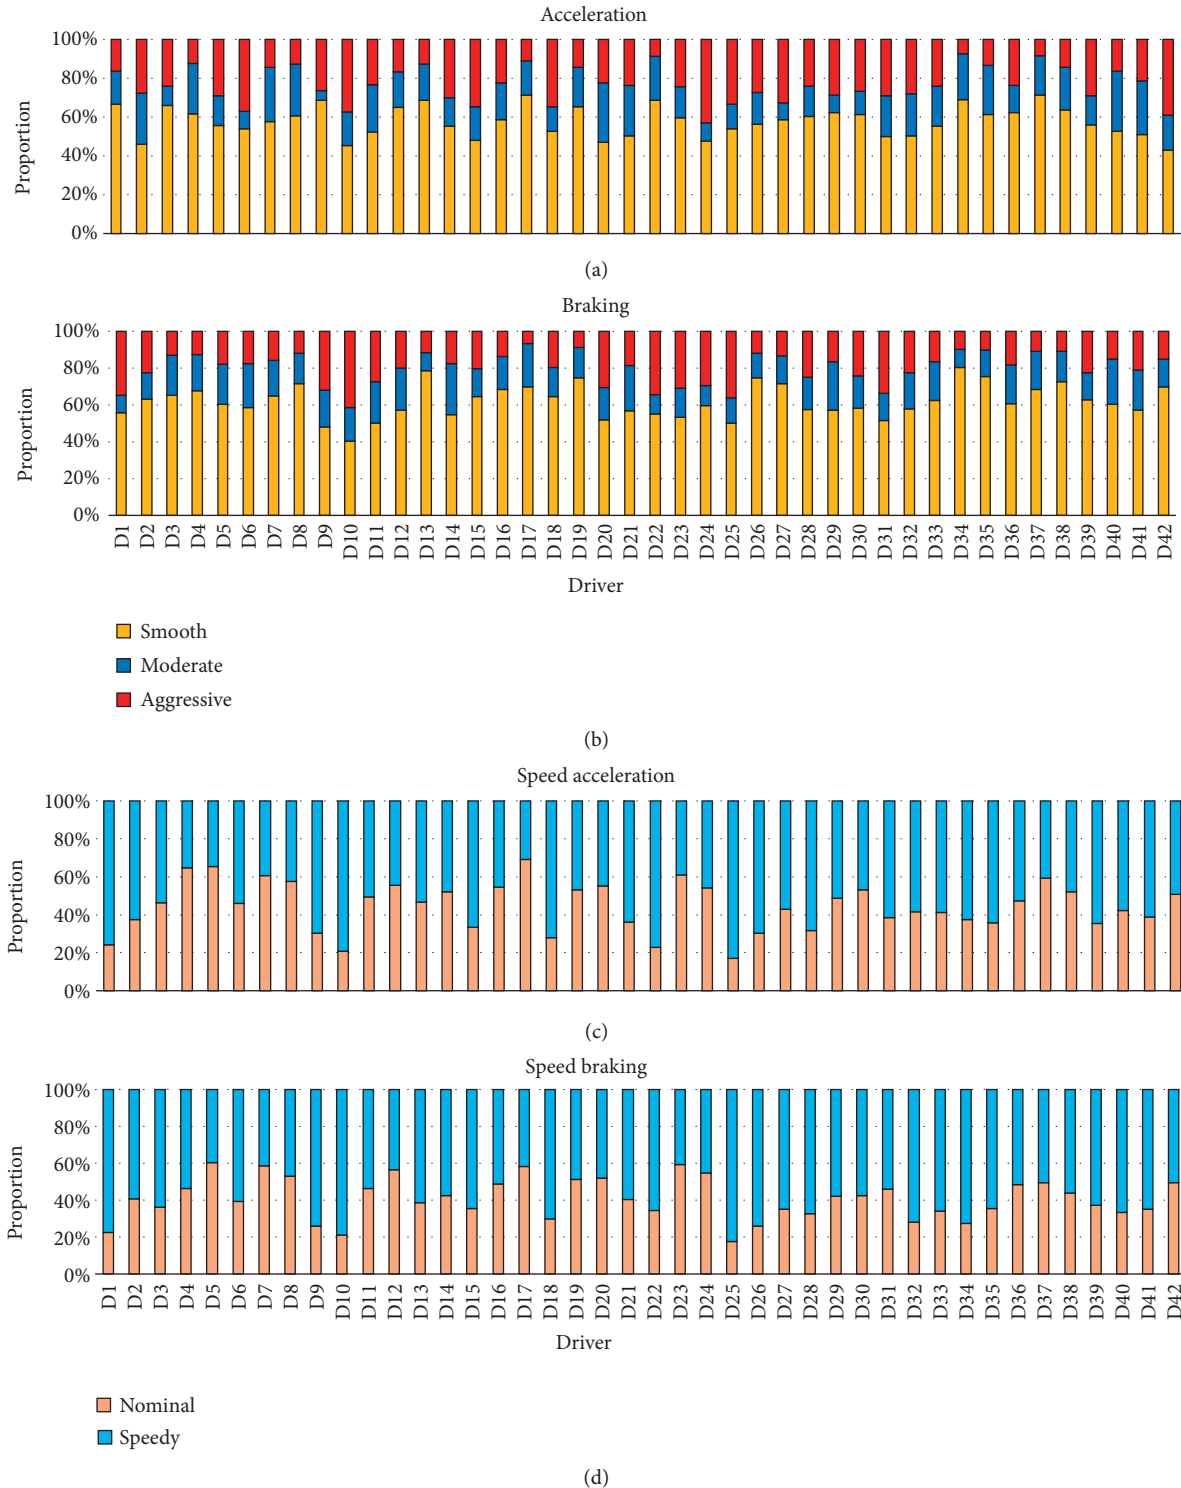 Acceleration
100%
80%
60%
40%
20%
0%
Proportion
(a)
Braking
100%
80%
60%
40%
20%
0%
Proportion
D1 D2 D3 D4 D5 D6 D7 D8 D9 D10 D11 D12 D13 D14 D15 D16 D17 D18 D19 D20 D21 D22 D23 D24 D25 D26 D27 D28 D29 D30 D31 D32 D33 D34 D35 D36 D37 D38 D39 D40 D41 D42
Driver
Smooth
Moderate
Aggressive
(b)
Speed acceleration
100%
80%
60%
40%
20%
0%
Proportion
(c)
Speed braking
100%
80%
60%
40%
20%
0%
Proportion
D1 D2 D3 D4 D5 D6 D7 D8 D9 D10 D11 D12 D13 D14 D15 D16 D17 D18 D19 D20 D21 D22 D23 D24 D25 D26 D27 D28 D29 D30 D31 D32 D33 D34 D35 D36 D37 D38 D39 D40 D41 D42
Driver
Nominal
Speedy
(d)